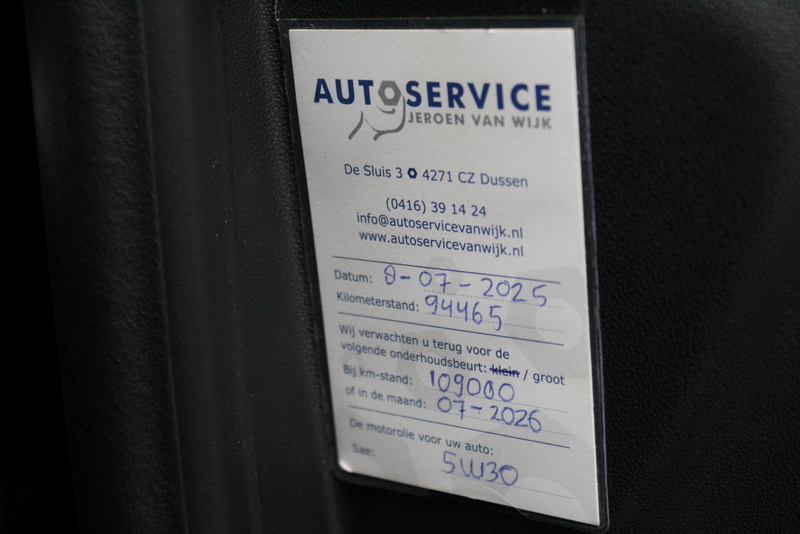 AUTOSERVICE
JEROEN VAN WIJK
De Sluis 3 4271 CZ Dussen
(0416) 39 14 24
info@autoservicevanwijk.nl
www.autoservicevanwijk.nl
Datum: 8-07-2025
Kilometerstand: 94465
Wij verwachten u terug voor de
volgende onderhoudsbeurt: klein / groot
Bij km-stand: 109000
of in de maand: 07-2026
De motorolie voor uw auto:
Sae: 5W30